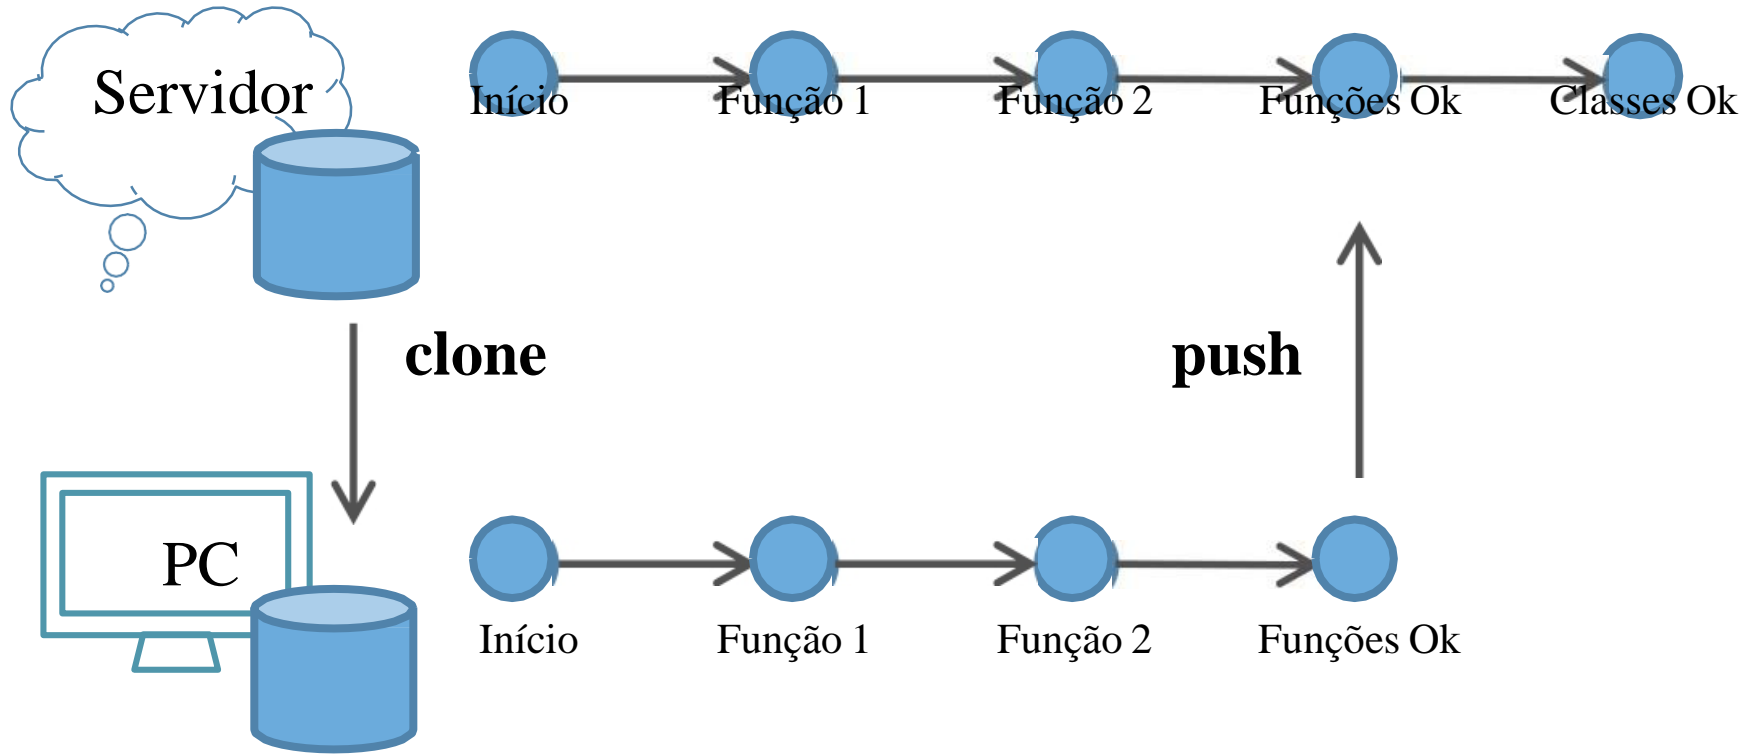 Servidor
Início Função 1 Função 2 Funções Ok Classes Ok
clone push
PC
Início Função 1 Função 2 Funções Ok